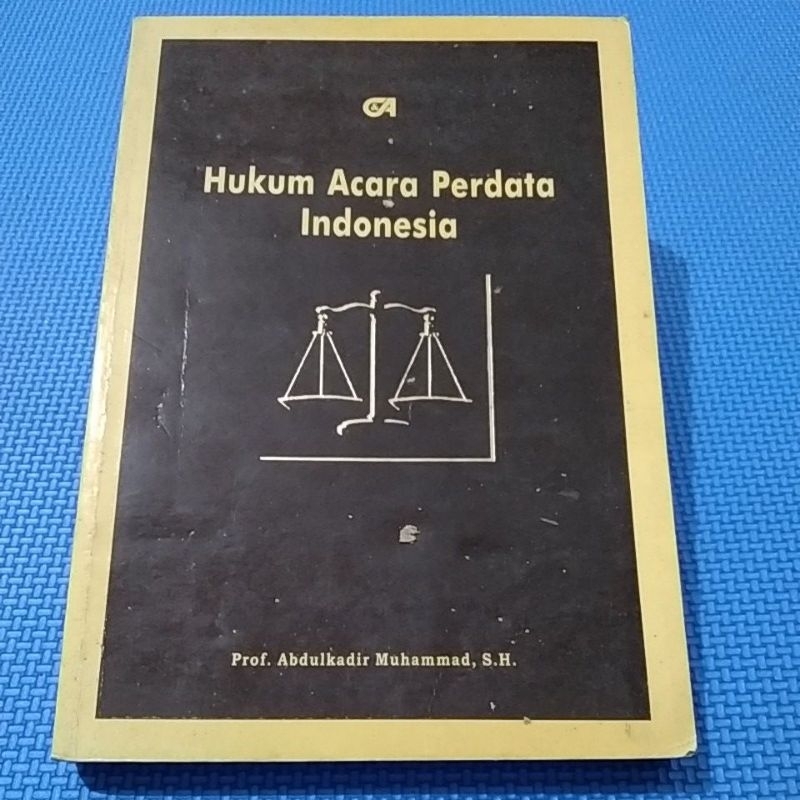 C&A
Hukum Acara Perdata
Indonesia
Prof. Abdulkadir Muhammad, S.H.